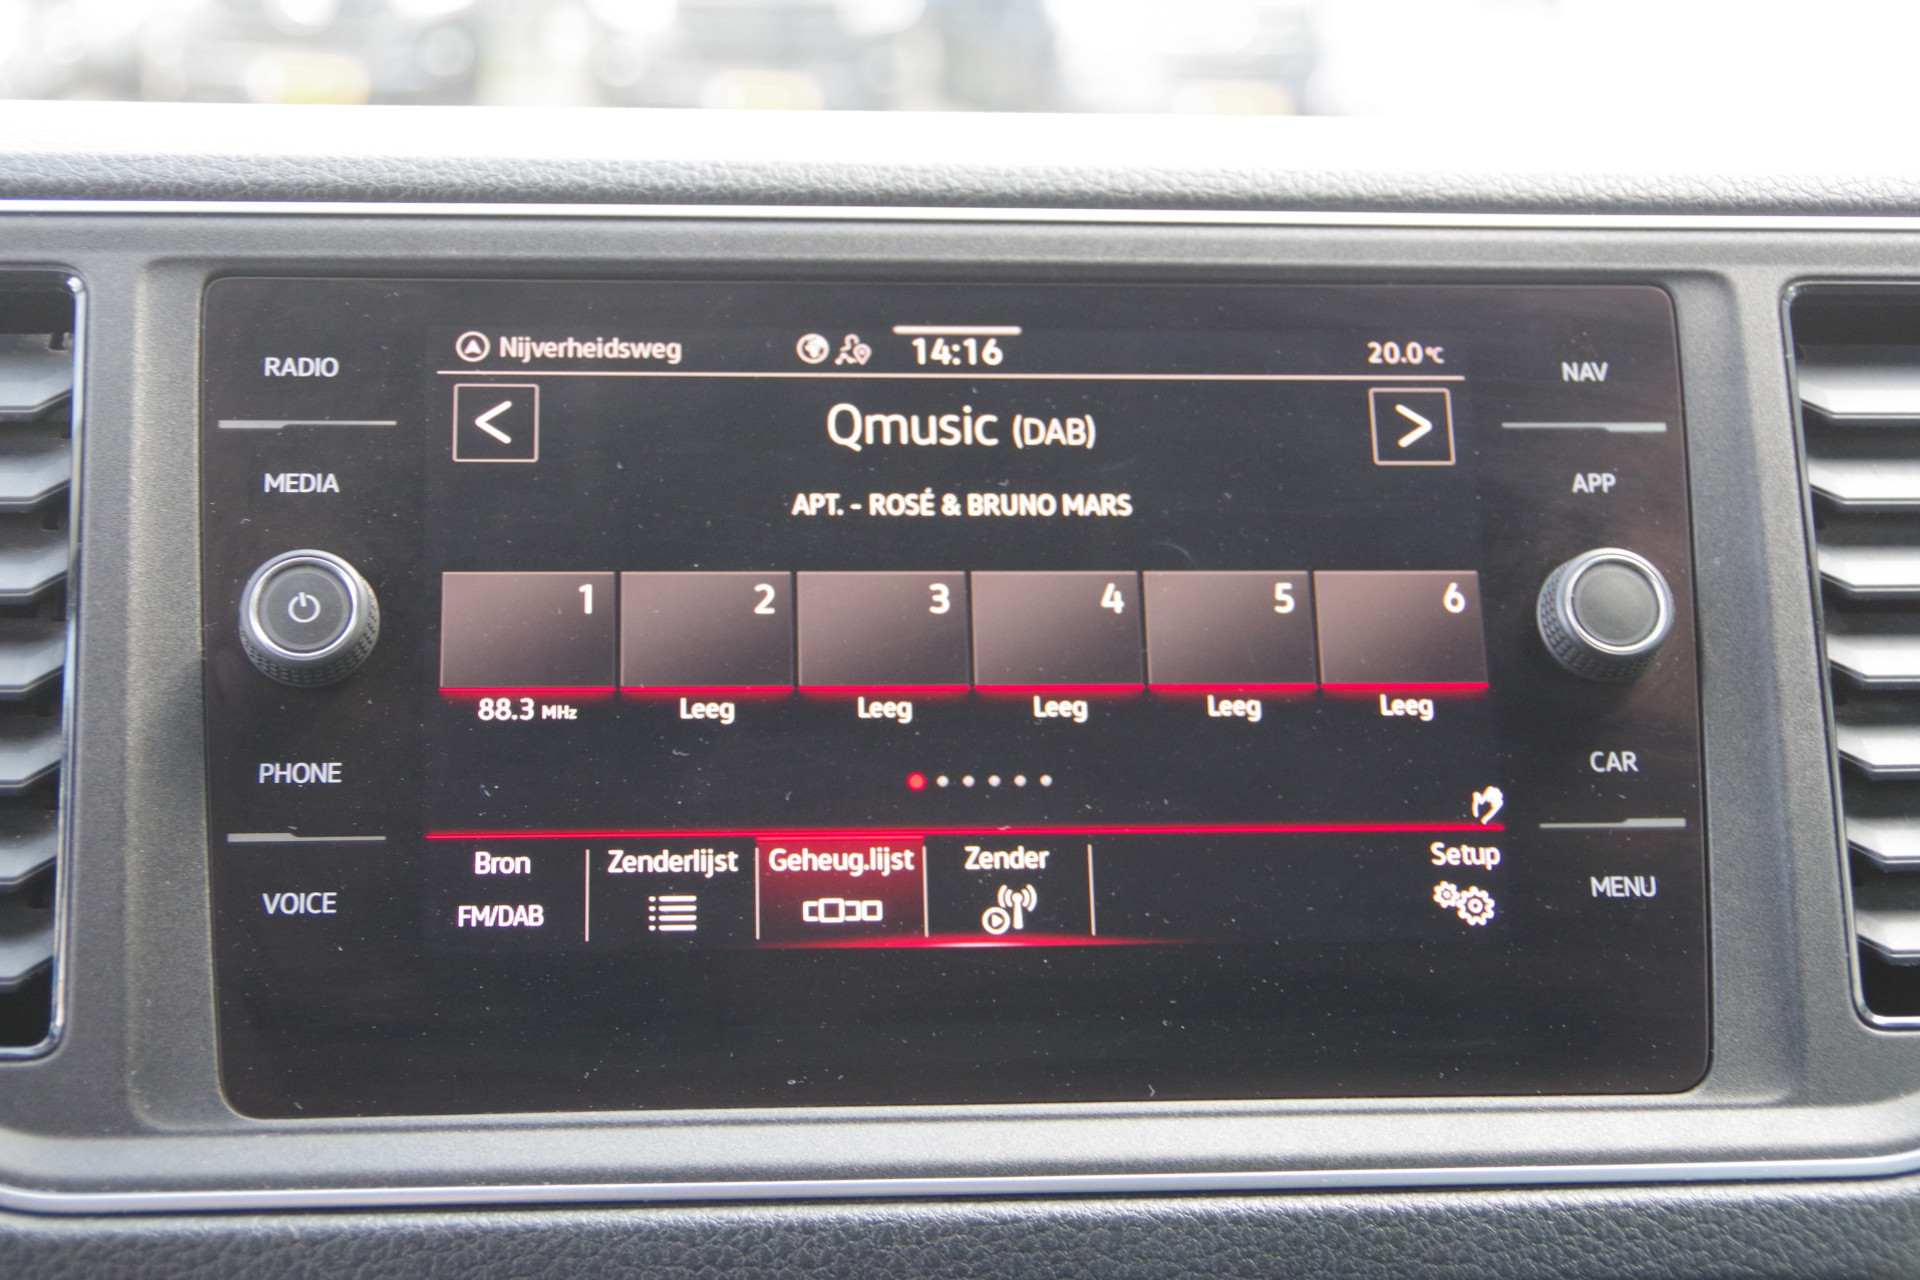 RADIO
MEDIA
PHONE
VOICE
Nijverheidsweg
14:16
20.0°C
<
Qmusic (DAB)
>
APT. - ROSÉ & BRUNO MARS
1 2 3 4 5 6
88.3 MHz Leeg Leeg Leeg Leeg Leeg
Bron Zenderlijst Geheug.lijst Zender Setup
FM/DAB
NAV
APP
CAR
MENU